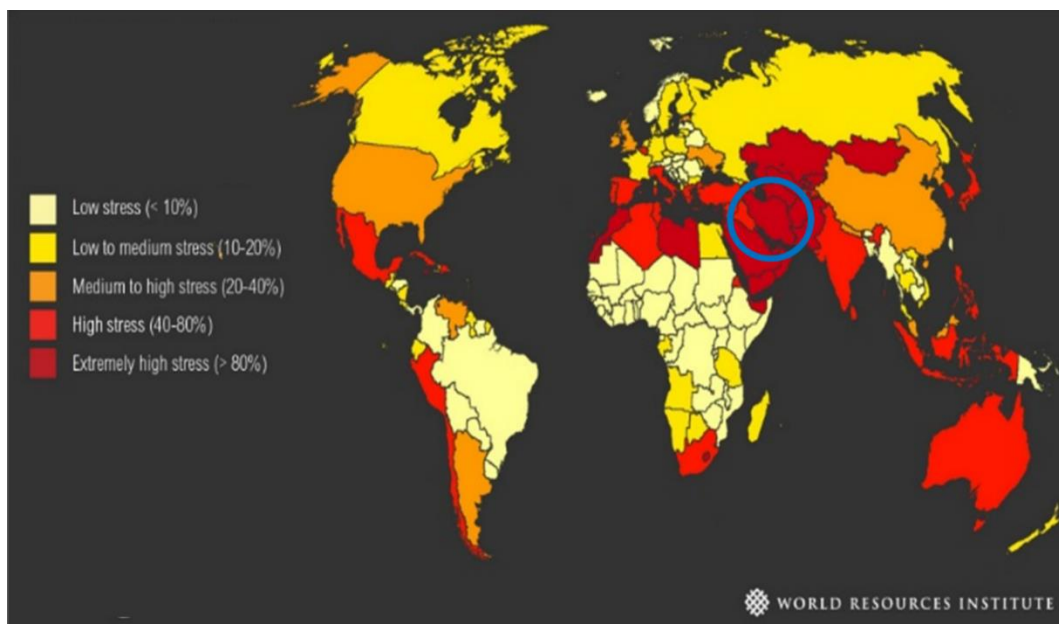 Low stress (< 10%)
Low to medium stress (10-20%)
Medium to high stress (20-40%)
High stress (40-80%)
Extremely high stress (> 80%)
WORLD RESOURCES INSTITUTE